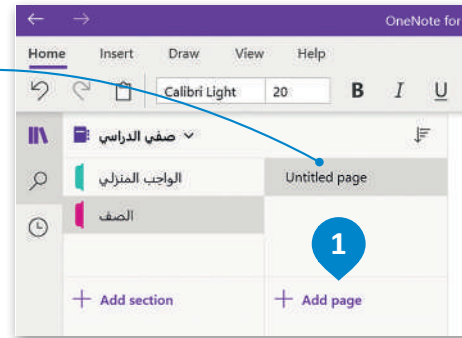 OneNote for
Home Insert Draw View Help
Calibri Light 20 B I U
صفي الدراسي
الواجب المنزلي
Untitled page
الصف
1
Add section
Add page